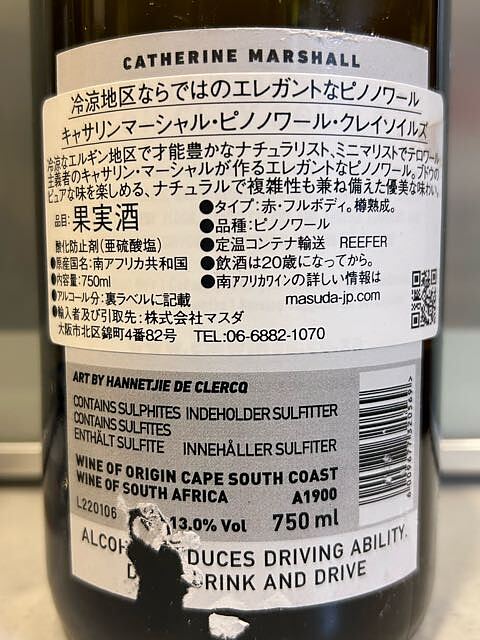 CATHERINE MARSHALL
冷涼地区ならではのエレガントなピノノワール
キャサリンマーシャル・ピノノワール・クレイソイルズ
冷涼なエルギン地区で才能豊かなナチュラリスト、ミニマリストでテロワール
主義者のキャサリン・マーシャルが作るエレガントなピノノワール。ブドウの
ピュアな味を楽しめる、ナチュラルで複雑性も兼ね備えた優美な味わい。
品目:果実酒
酸化防止剤(亜硫酸塩)
●原産国名:南アフリカ共和国
●内容量:750ml
●アルコール分:裏ラベルに記載
●輸入者及び引取先:株式会社マスダ
大阪市北区錦町4番82号 TEL:06-6882-1070
●タイプ:赤・フルボディ。樽熟成。
●品種:ピノノワール
●定温コンテナ輸送 REEFER
●飲酒は20歳になってから。
●南アフリカワインの詳しい情報は
masuda-jp.com
ART BY HANNETJIE DE CLERCQ
CONTAINS SULPHITES INDEHOLDER SULFITTER
CONTAINS SULFITES
ENTHÄLT SULFITE INNEHÅLLER SULFITER
WINE OF ORIGIN CAPE SOUTH COAST
WINE OF SOUTH AFRICA A1900
L220106
13.0% Vol 750 ml
6009677320369
ALCOH DUCES DRIVING ABILITY,
D RINK AND DRIVE